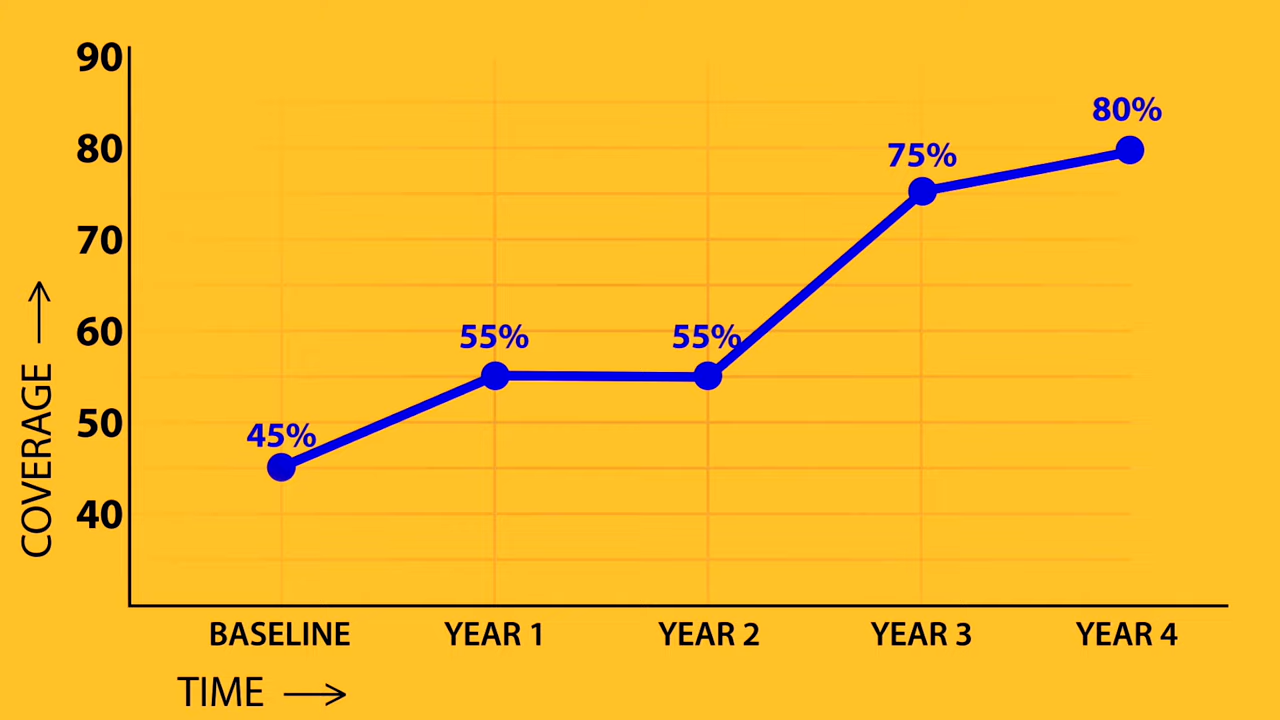 90
80
70
60
50
40
COVERAGE
45%
55%
55%
75%
80%
BASELINE
YEAR 1
YEAR 2
YEAR 3
YEAR 4
TIME